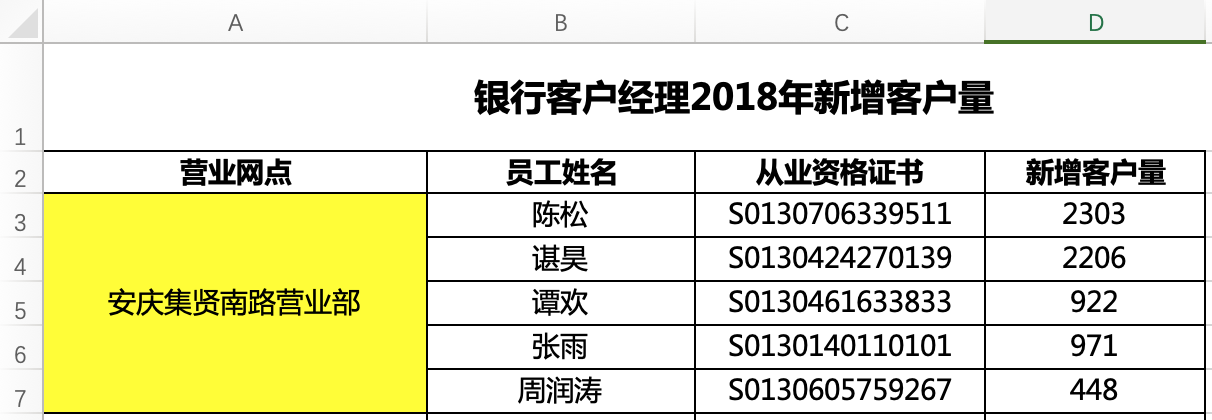 A B C D
1 银行客户经理2018年新增客户量
2 营业网点 员工姓名 从业资格证书 新增客户量
3 陈松 S0130706339511 2303
4 谌昊 S0130424270139 2206
5 安庆集贤南路营业部 谭欢 S0130461633833 922
6 张雨 S0130140110101 971
7 周润涛 S0130605759267 448